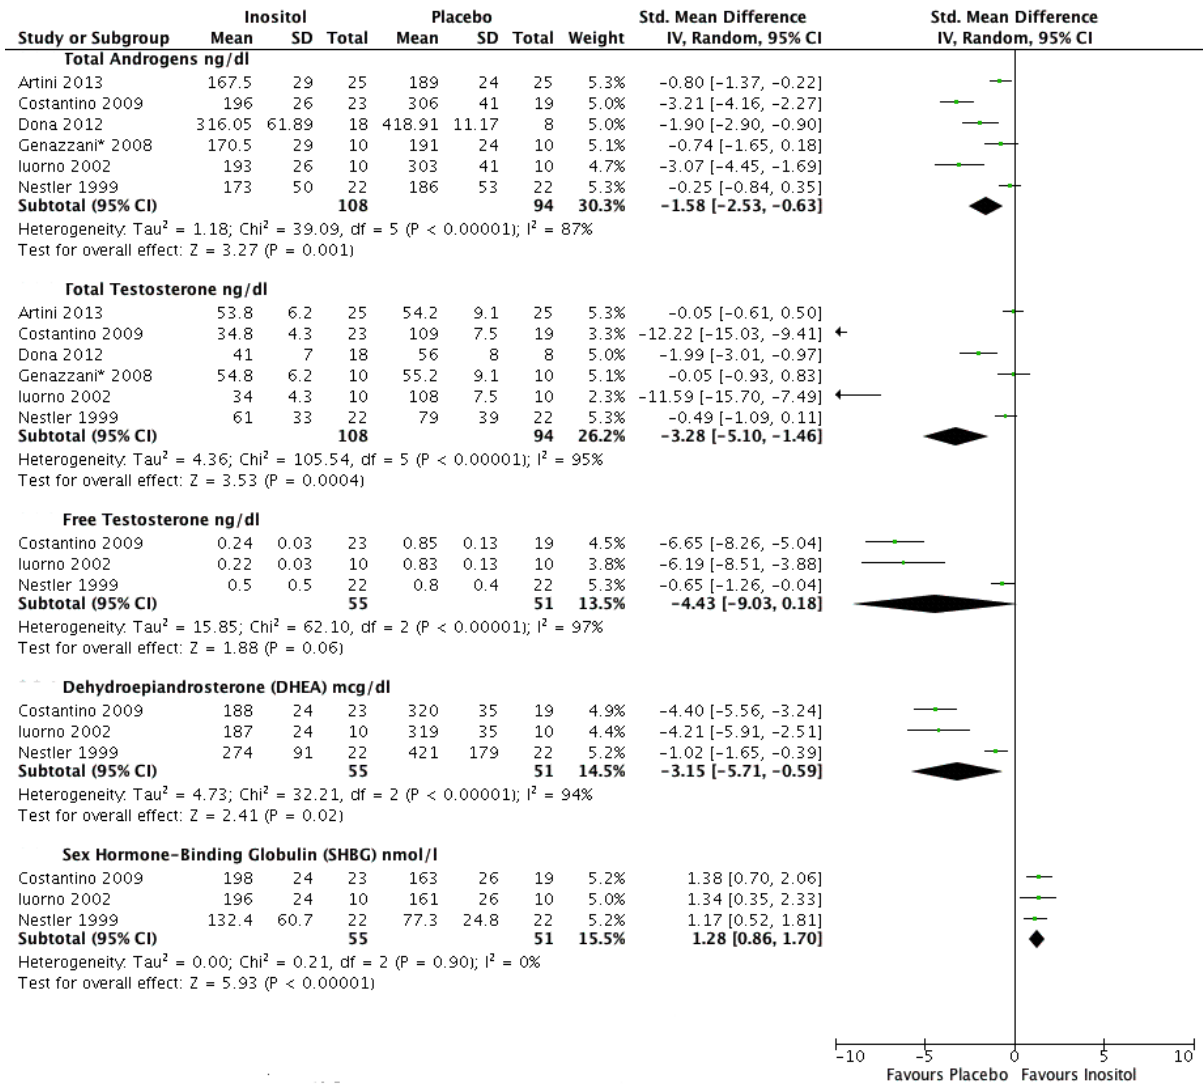 Inositol Placebo Std. Mean Difference Std. Mean Difference
Study or Subgroup Mean SD Total Mean SD Total Weight IV, Random, 95% CI IV, Random, 95% CI
Total Androgens ng/dl
Artini 2013 167.5 29 25 189 24 25 5.3% −0.80 [−1.37, −0.22]
Costantino 2009 196 26 23 306 41 19 5.0% −3.21 [−4.16, −2.27]
Dona 2012 316.05 61.89 18 418.91 11.17 8 5.0% −1.90 [−2.90, −0.90]
Genazzani* 2008 170.5 29 10 191 24 10 5.1% −0.74 [−1.65, 0.18]
Iuorno 2002 193 26 10 303 41 10 4.7% −3.07 [−4.45, −1.69]
Nestler 1999 173 50 22 186 53 22 5.3% −0.25 [−0.84, 0.35]
Subtotal (95% CI) 108 94 30.3% −1.58 [−2.53, −0.63]
Heterogeneity: Tau² = 1.18; Chi² = 39.09, df = 5 (P < 0.00001); I² = 87%
Test for overall effect: Z = 3.27 (P = 0.001)
Total Testosterone ng/dl
Artini 2013 53.8 6.2 25 54.2 9.1 25 5.3% −0.05 [−0.61, 0.50]
Costantino 2009 34.8 4.3 23 109 7.5 19 3.3% −12.22 [−15.03, −9.41]
Dona 2012 41 7 18 56 8 8 5.0% −1.99 [−3.01, −0.97]
Genazzani* 2008 54.8 6.2 10 55.2 9.1 10 5.1% −0.05 [−0.93, 0.83]
Iuorno 2002 34 4.3 10 108 7.5 10 2.3% −11.59 [−15.70, −7.49]
Nestler 1999 61 33 22 79 39 22 5.3% −0.49 [−1.09, 0.11]
Subtotal (95% CI) 108 94 26.2% −3.28 [−5.10, −1.46]
Heterogeneity: Tau² = 4.36; Chi² = 105.54, df = 5 (P < 0.00001); I² = 95%
Test for overall effect: Z = 3.53 (P = 0.0004)
Free Testosterone ng/dl
Costantino 2009 0.24 0.03 23 0.85 0.13 19 4.5% −6.65 [−8.26, −5.04]
Iuorno 2002 0.22 0.03 10 0.83 0.13 10 3.8% −6.19 [−8.51, −3.88]
Nestler 1999 0.5 0.5 22 0.8 0.4 22 5.3% −0.65 [−1.26, −0.04]
Subtotal (95% CI) 55 51 13.5% −4.43 [−9.03, 0.18]
Heterogeneity: Tau² = 15.85; Chi² = 62.10, df = 2 (P < 0.00001); I² = 97%
Test for overall effect: Z = 1.88 (P = 0.06)
Dehydroepiandrosterone (DHEA) mcg/dl
Costantino 2009 188 24 23 320 35 19 4.9% −4.40 [−5.56, −3.24]
Iuorno 2002 187 24 10 319 35 10 4.4% −4.21 [−5.91, −2.51]
Nestler 1999 274 91 22 421 179 22 5.2% −1.02 [−1.65, −0.39]
Subtotal (95% CI) 55 51 14.5% −3.15 [−5.71, −0.59]
Heterogeneity: Tau² = 4.73; Chi² = 32.21, df = 2 (P < 0.00001); I² = 94%
Test for overall effect: Z = 2.41 (P = 0.02)
Sex Hormone−Binding Globulin (SHBG) nmol/l
Costantino 2009 198 24 23 163 26 19 5.2% 1.38 [0.70, 2.06]
Iuorno 2002 196 24 10 161 26 10 5.0% 1.34 [0.35, 2.33]
Nestler 1999 132.4 60.7 22 77.3 24.8 22 5.2% 1.17 [0.52, 1.81]
Subtotal (95% CI) 55 51 15.5% 1.28 [0.86, 1.70]
Heterogeneity: Tau² = 0.00; Chi² = 0.21, df = 2 (P = 0.90); I² = 0%
Test for overall effect: Z = 5.93 (P < 0.00001)
−10 −5 0 5 10
Favours Placebo Favours Inositol